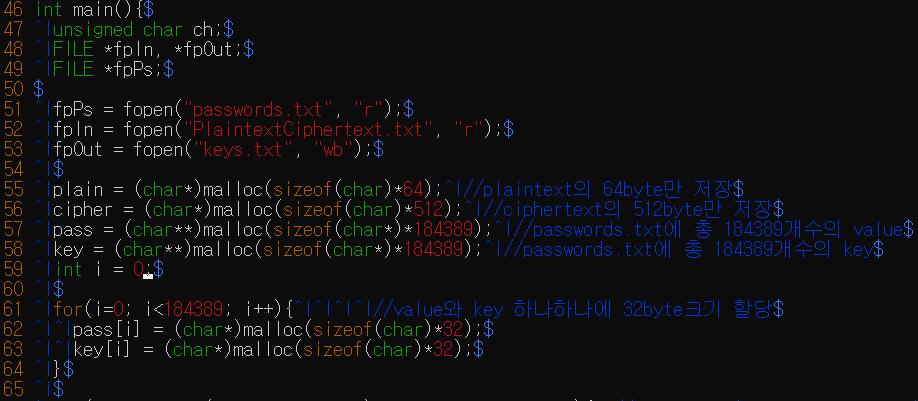 46 int main(){$
47 ^Iunsigned char ch;$
48 ^IFILE *fpIn, *fpOut;$
49 ^IFILE *fpPs;$
50 $
51 ^IfpPs = fopen("passwords.txt", "r");$
52 ^IfpIn = fopen("PlaintextCiphertext.txt", "r");$
53 ^IfpOut = fopen("keys.txt", "wb");$
54 ^I$
55 ^Iplain = (char*)malloc(sizeof(char)*64);^I//plaintext의 64byte만 저장$
56 ^Icipher = (char*)malloc(sizeof(char)*512);^I//ciphertext의 512byte만 저장$
57 ^Ipass = (char**)malloc(sizeof(char*)*184389);^I//passwords.txt에 총 184389개수의 value$
58 ^Ikey = (char**)malloc(sizeof(char*)*184389);^I//passwords.txt에 총 184389개수의 key$
59 ^Iint i = 0;$
60 ^I$
61 ^Ifor(i=0; i<184389; i++){^I^I^I^I//value와 key 하나하나에 32byte크기 할당$
62 ^I^Ipass[i] = (char*)malloc(sizeof(char)*32);$
63 ^I^Ikey[i] = (char*)malloc(sizeof(char)*32);$
64 ^I}$
65 ^I$